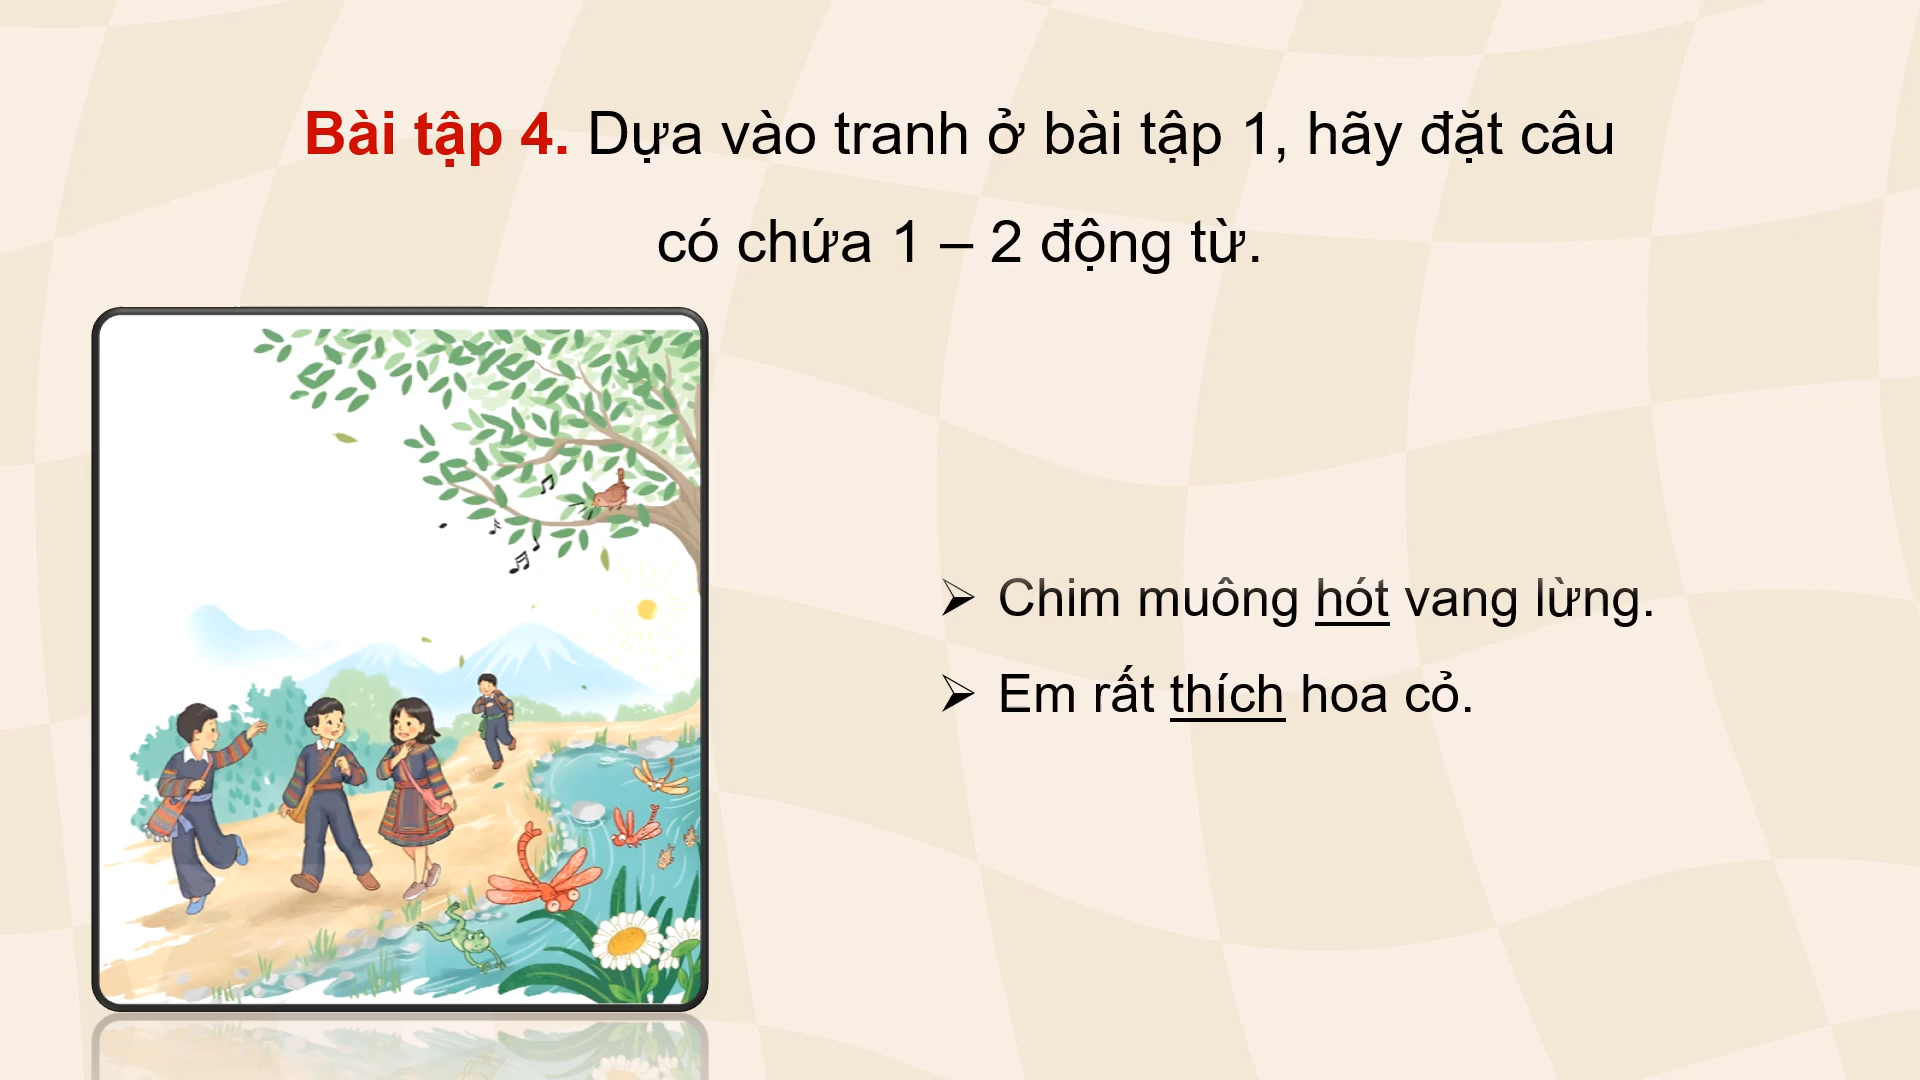 Bài tập 4. Dựa vào tranh ở bài tập 1, hãy đặt câu
có chứa 1 – 2 động từ.
Chim muông hót vang lừng.
Em rất thích hoa cỏ.